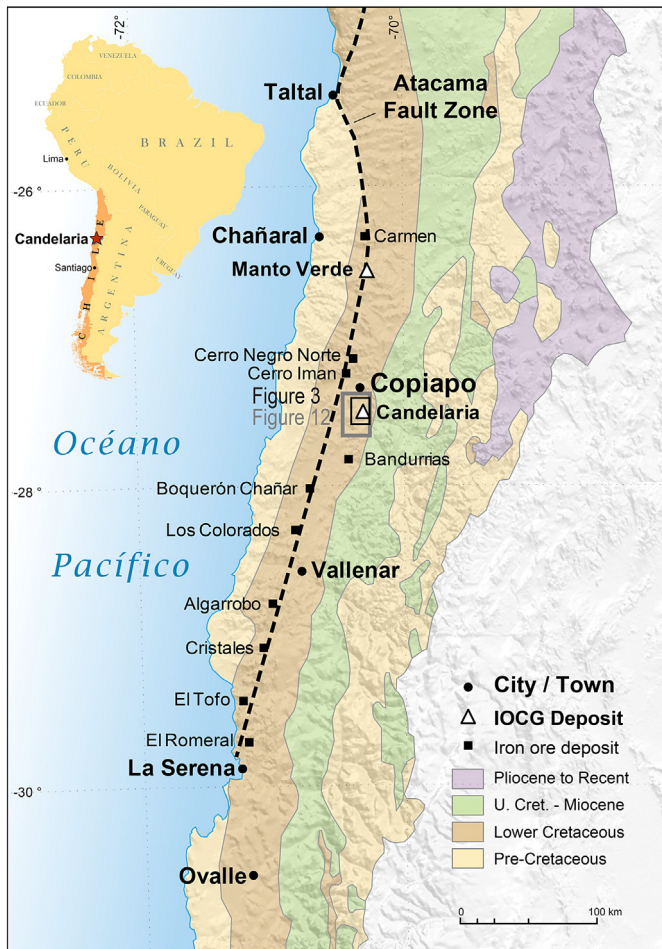 -72°
-70°
VENEZUELA
COLOMBIA
ECUADOR
PERU
BRAZIL
Lima
BOLIVIA
PARAGUAY
Candelaria
CHILE
Santiago
ARGENTINA
URUGUAY
Taltal
Atacama
Fault Zone
-26°
Chañaral
Carmen
Manto Verde
Cerro Negro Norte
Cerro Iman
Copiapo
Figure 3
Candelaria
Figure 12
Océano
Bandurrias
-28°
Boquerón Chañar
Los Colorados
Pacífico
Vallenar
Algarrobo
Cristales
El Tofo
El Romeral
La Serena
-30°
Ovalle
City / Town
IOCG Deposit
Iron ore deposit
Pliocene to Recent
U. Cret. - Miocene
Lower Cretaceous
Pre-Cretaceous
0 100 km